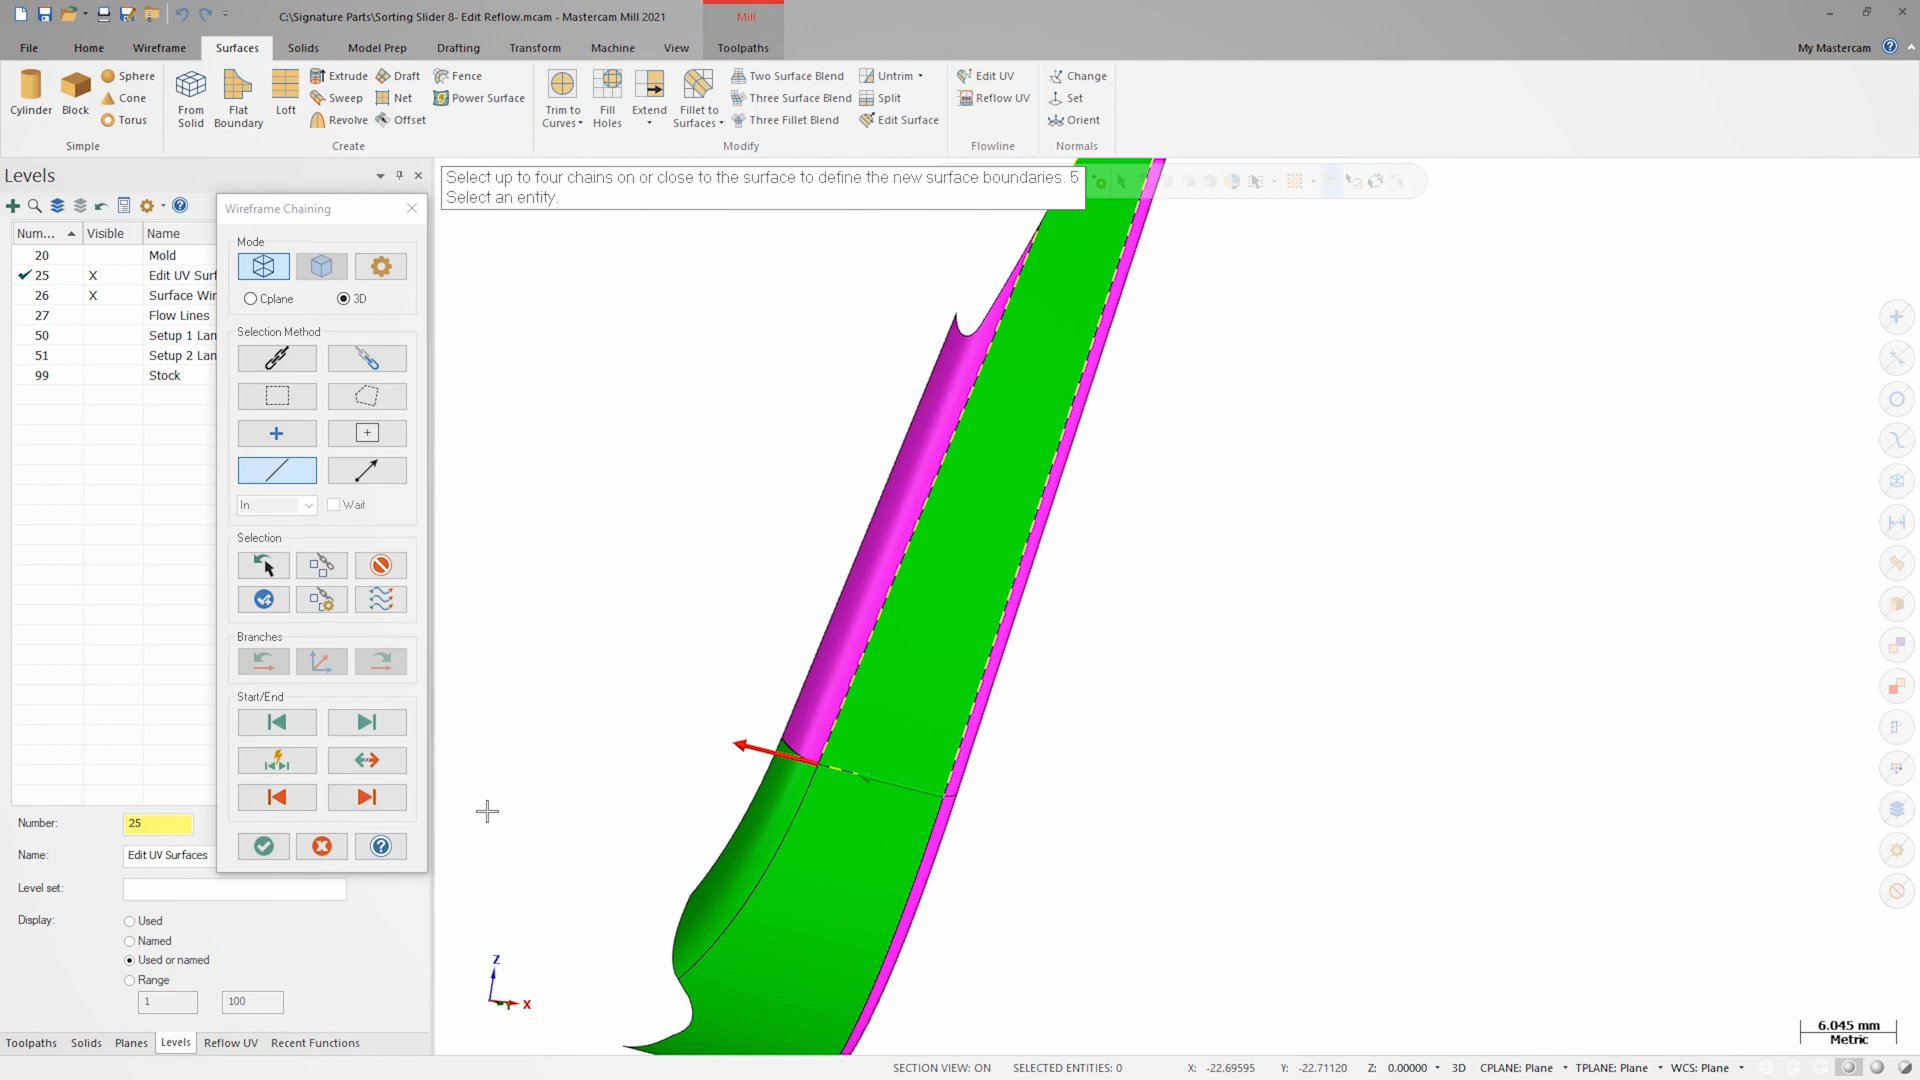 C:\Signature Parts\Sorting Slider 8- Edit Reflow.mcam - Mastercam Mill 2021
Mill
File Home Wireframe Surfaces Solids Model Prep Drafting Transform Machine View Toolpaths
My Mastercam
Cylinder
Block
Sphere
Cone
Torus
Simple
From Solid
Flat Boundary
Loft
Extrude
Sweep
Revolve
Draft
Net
Offset
Fence
Power Surface
Create
Trim to Curves
Fill Holes
Extend
Fillet to Surfaces
Two Surface Blend
Three Surface Blend
Three Fillet Blend
Untrim
Split
Edit Surface
Modify
Edit UV
Reflow UV
Flowline
Change
Set
Orient
Normals
Levels
Num... Visible Name
20 Mold
25 X Edit UV Surf
26 X Surface Wir
27 Flow Lines
50 Setup 1 Lan
51 Setup 2 Lan
99 Stock
Number: 25
Name: Edit UV Surfaces
Level set:
Display:
Used
Named
Used or named
Range
1 100
Wireframe Chaining
Mode
Cplane 3D
Selection Method
In Wait
Selection
Branches
Start/End
Select up to four chains on or close to the surface to define the new surface boundaries. 5
Select an entity.
Z
X
6.045 mm
Metric
Toolpaths Solids Planes Levels Reflow UV Recent Functions
SECTION VIEW: ON SELECTED ENTITIES: 0 X: -22.69595 Y: -22.71120 Z: 0.00000 3D CPLANE: Plane TPLANE: Plane WCS: Plane